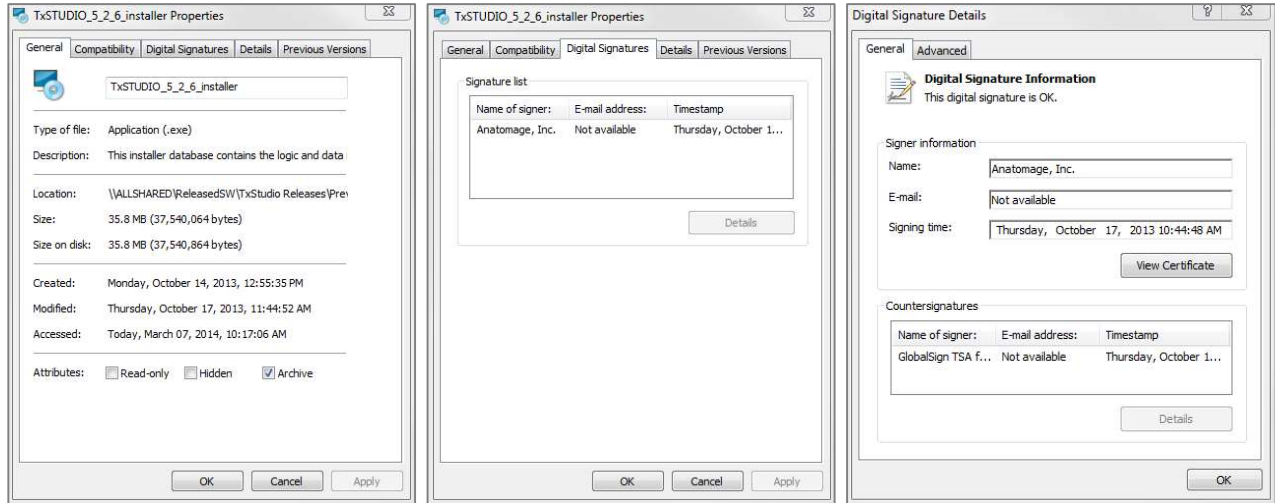 TxSTUDIO_5_2_6_installer Properties
General Compatibility Digital Signatures Details Previous Versions
TxSTUDIO_5_2_6_installer
Type of file: Application (.exe)
Description: This installer database contains the logic and data
Location: \\ALLSHARED\ReleasedSW\TxStudio Releases\Prev
Size: 35.8 MB (37,540,064 bytes)
Size on disk: 35.8 MB (37,540,864 bytes)
Created: Monday, October 14, 2013, 12:55:35 PM
Modified: Thursday, October 17, 2013, 11:44:52 AM
Accessed: Today, March 07, 2014, 10:17:06 AM
Attributes: Read-only Hidden Archive
OK Cancel Apply
TxSTUDIO_5_2_6_installer Properties
General Compatibility Digital Signatures Details Previous Versions
Signature list
Name of signer: E-mail address: Timestamp
Anatomage, Inc. Not available Thursday, October 1...
Details
OK Cancel Apply
Digital Signature Details
General Advanced
Digital Signature Information
This digital signature is OK.
Signer information
Name: Anatomage, Inc.
E-mail: Not available
Signing time: Thursday, October 17, 2013 10:44:48 AM
View Certificate
Countersignatures
Name of signer: E-mail address: Timestamp
GlobalSign TSA f... Not available Thursday, October 1...
Details
OK